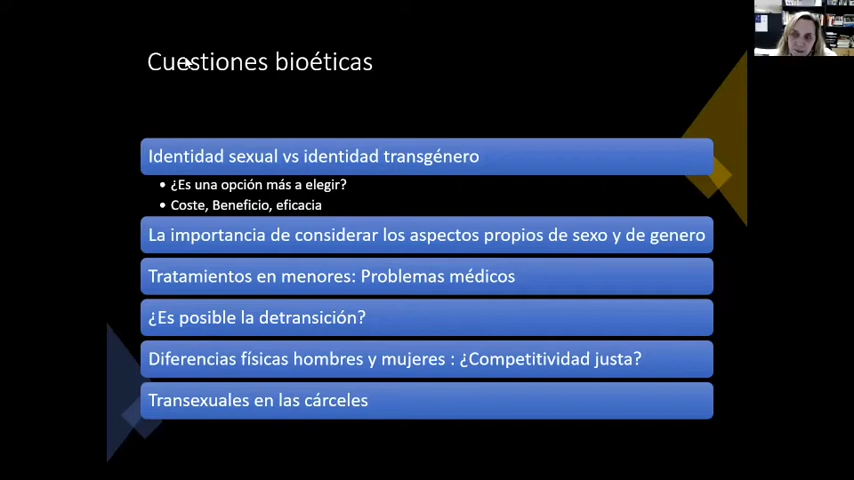 Cuestiones bioéticas
Identidad sexual vs identidad transgénero
• ¿Es una opción más a elegir?
• Coste, Beneficio, eficacia
La importancia de considerar los aspectos propios de sexo y de genero
Tratamientos en menores: Problemas médicos
¿Es posible la detransición?
Diferencias físicas hombres y mujeres : ¿Competitividad justa?
Transexuales en las cárceles